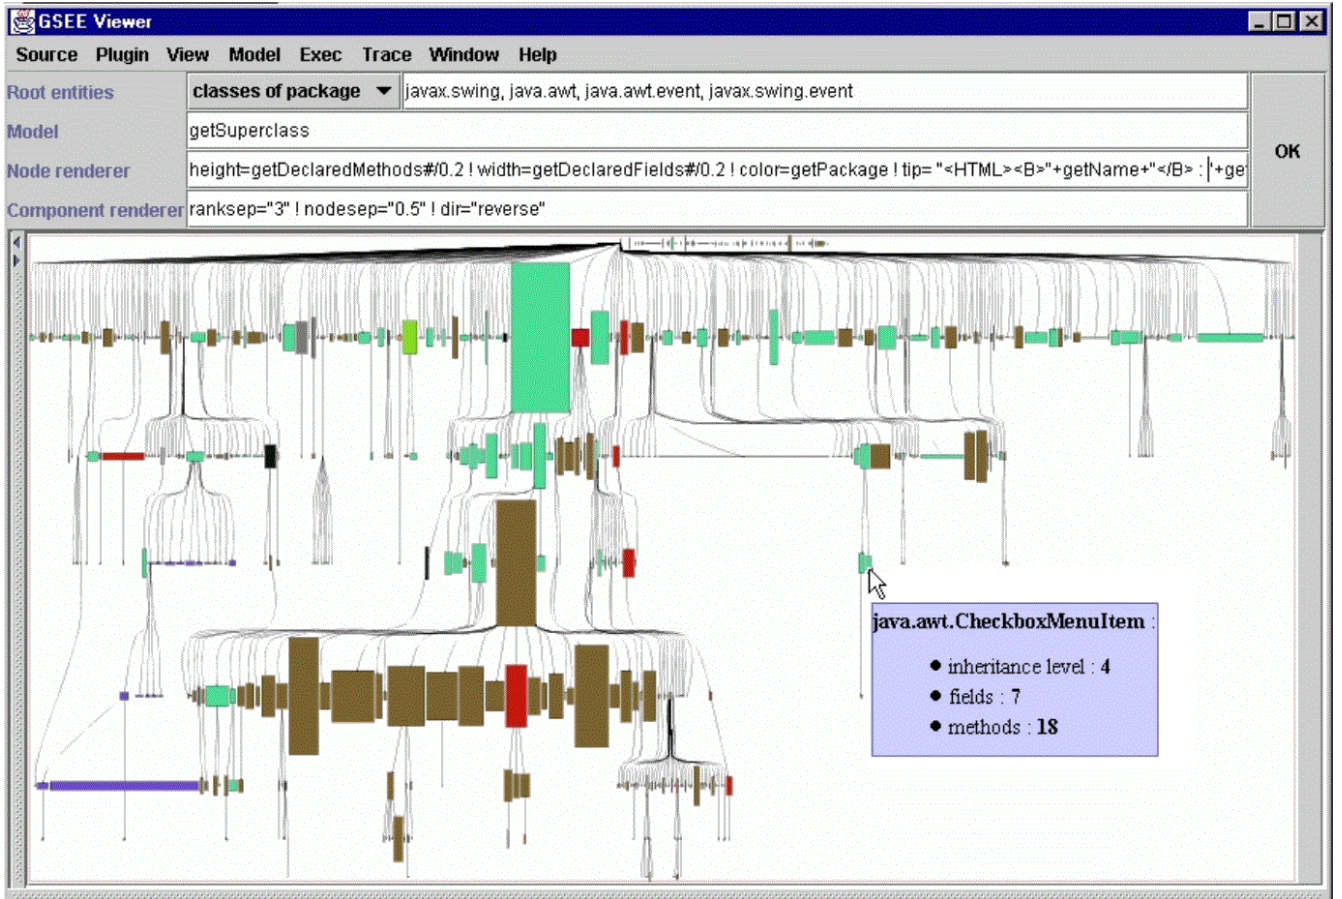 GSEE Viewer
Source Plugin View Model Exec Trace Window Help
Root entities classes of package javax.swing, java.awt, java.awt.event, javax.swing.event
Model getSuperclass
OK
Node renderer height=getDeclaredMethods#/0.2 ! width=getDeclaredFields#/0.2 ! color=getPackage ! tip= "<HTML><B>"+getName+"</B> : "+ge
Component renderer ranksep="3" ! nodesep="0.5" ! dir="reverse"
java.awt.CheckboxMenuItem :
● inheritance level : 4
● fields : 7
● methods : 18